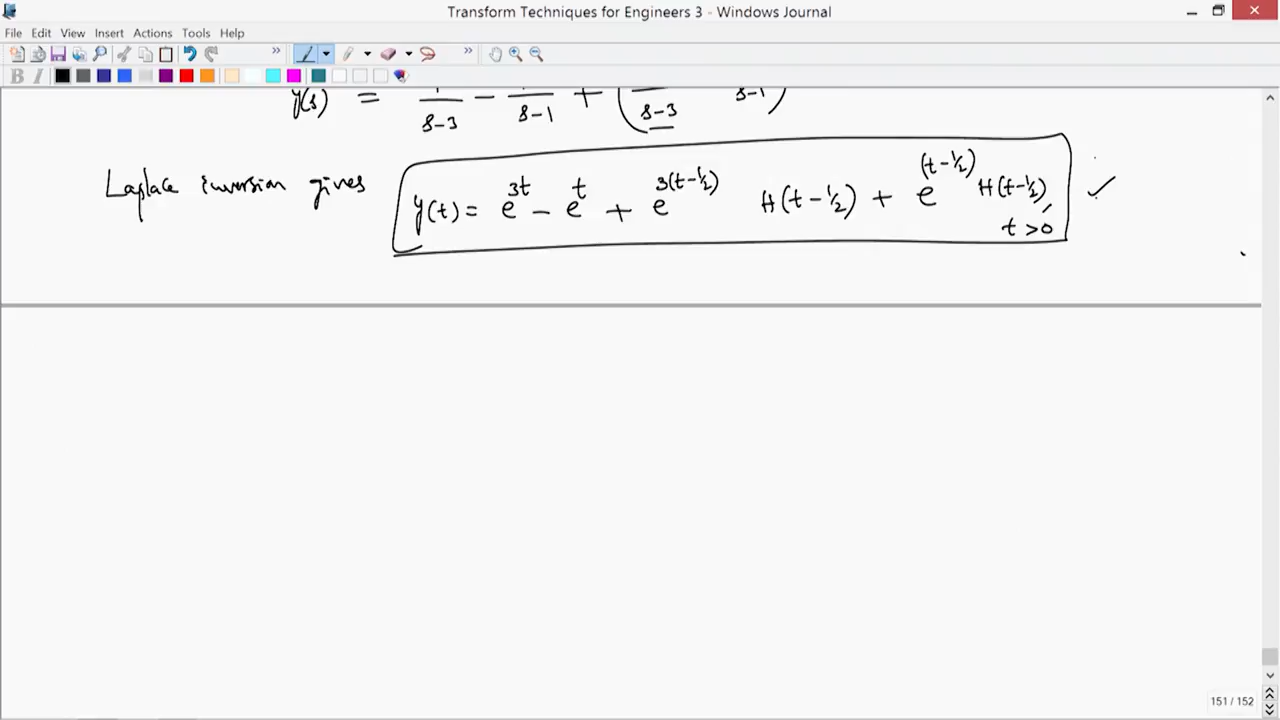 Transform Techniques for Engineers 3 - Windows Journal
File Edit View Insert Actions Tools Help
B I
y(s) = 1/(s-3) - 1/(s-1) + ( /(s-3) s-1)
Laplace inversion gives y(t) = e^{3t} - e^{t} + e^{3(t-1/2)} H(t-1/2) + e^{(t-1/2)} H(t-1/2),
t>0
151 / 152